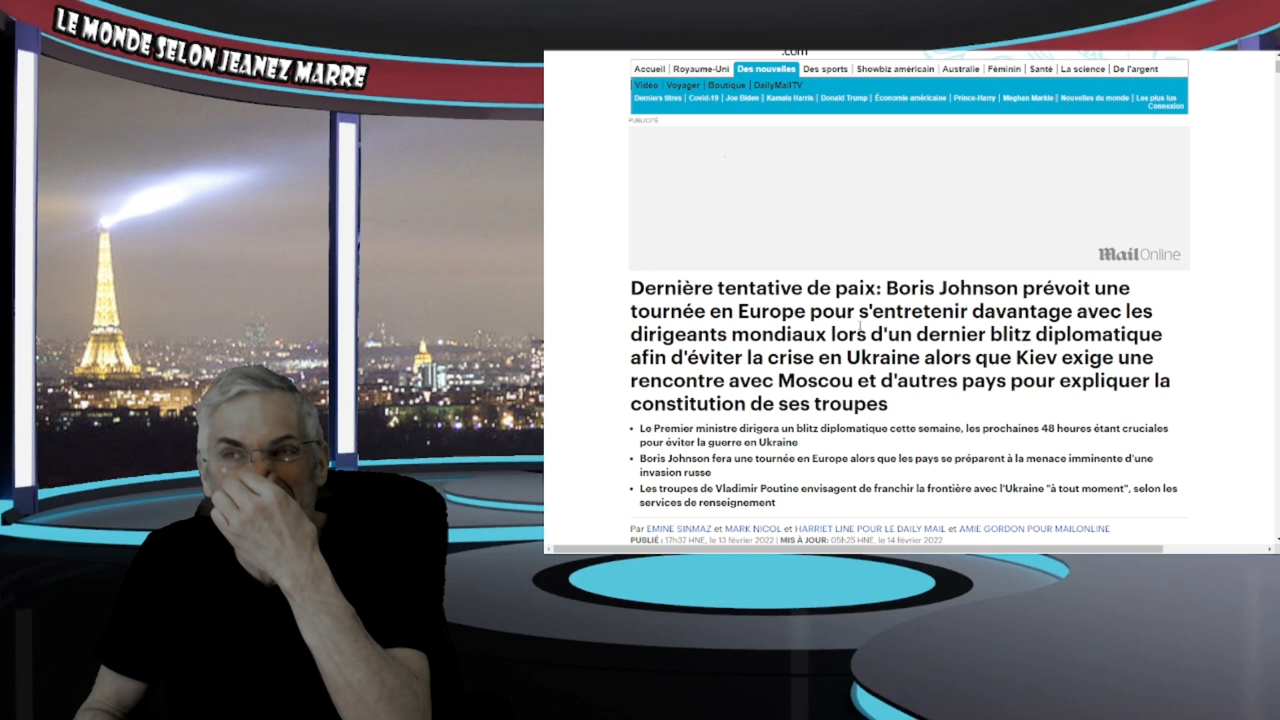 LE MONDE SELON JEANEZ MARRE
.com
Accueil | Royaume-Uni | Des nouvelles | Des sports | Showbiz américain | Australie | Féminin | Santé | La science | De l'argent
Vidéo | Voyager | Boutique | DailyMailTV
Derniers titres | Covid-19 | Joe Biden | Kamala Harris | Donald Trump | Économie américaine | Prince-Harry | Meghan Markle | Nouvelles du monde | Les plus lus
Connexion
PUBLICITÉ
Mail Online
Dernière tentative de paix: Boris Johnson prévoit une
tournée en Europe pour s'entretenir davantage avec les
dirigeants mondiaux lors d'un dernier blitz diplomatique
afin d'éviter la crise en Ukraine alors que Kiev exige une
rencontre avec Moscou et d'autres pays pour expliquer la
constitution de ses troupes
• Le Premier ministre dirigera un blitz diplomatique cette semaine, les prochaines 48 heures étant cruciales
pour éviter la guerre en Ukraine
• Boris Johnson fera une tournée en Europe alors que les pays se préparent à la menace imminente d'une
invasion russe
• Les troupes de Vladimir Poutine envisagent de franchir la frontière avec l'Ukraine "à tout moment", selon les
services de renseignement
Par EMINE SINMAZ et MARK NICOL et HARRIET LINE POUR LE DAILY MAIL et AMIE GORDON POUR MAILONLINE
PUBLIÉ : 17h37 HNE, le 13 février 2022 | MIS À JOUR: 05h25 HNE, le 14 février 2022